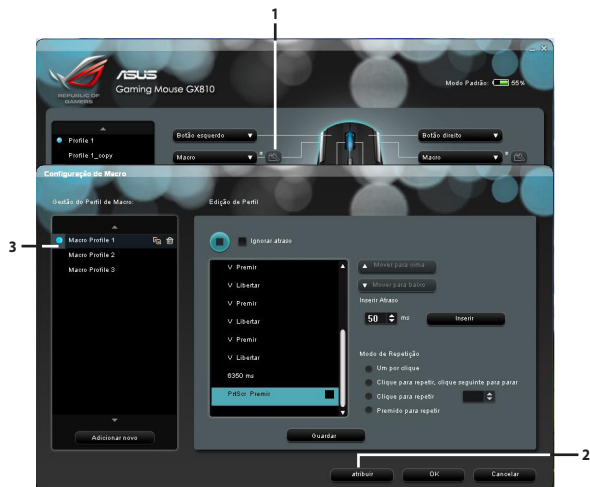 1
REPUBLIC OF
GAMERS
ASUS
Gaming Mouse GX810
Modo Padrão: 55%
Profile 1
Profile 1_copy
Botão esquerdo
Macro
Botão direito
Macro
Configuração do Macro
Gestão do Perfil de Macro:
Edição de Perfil
3
Macro Profile 1
Macro Profile 2
Macro Profile 3
Adicionar novo
Ignorar atraso
V Premir
V Libertar
V Premir
V Libertar
V Premir
V Libertar
6350 ms
PrtScr Premir
Mover para cima
Mover para baixo
Inserir Atraso
50 ms
Inserir
Modo de Repetição
Um por clique
Clique para repetir, clique seguinte para parar
Clique para repetir
Premido para repetir
Guardar
2
atribuir
OK
Cancelar